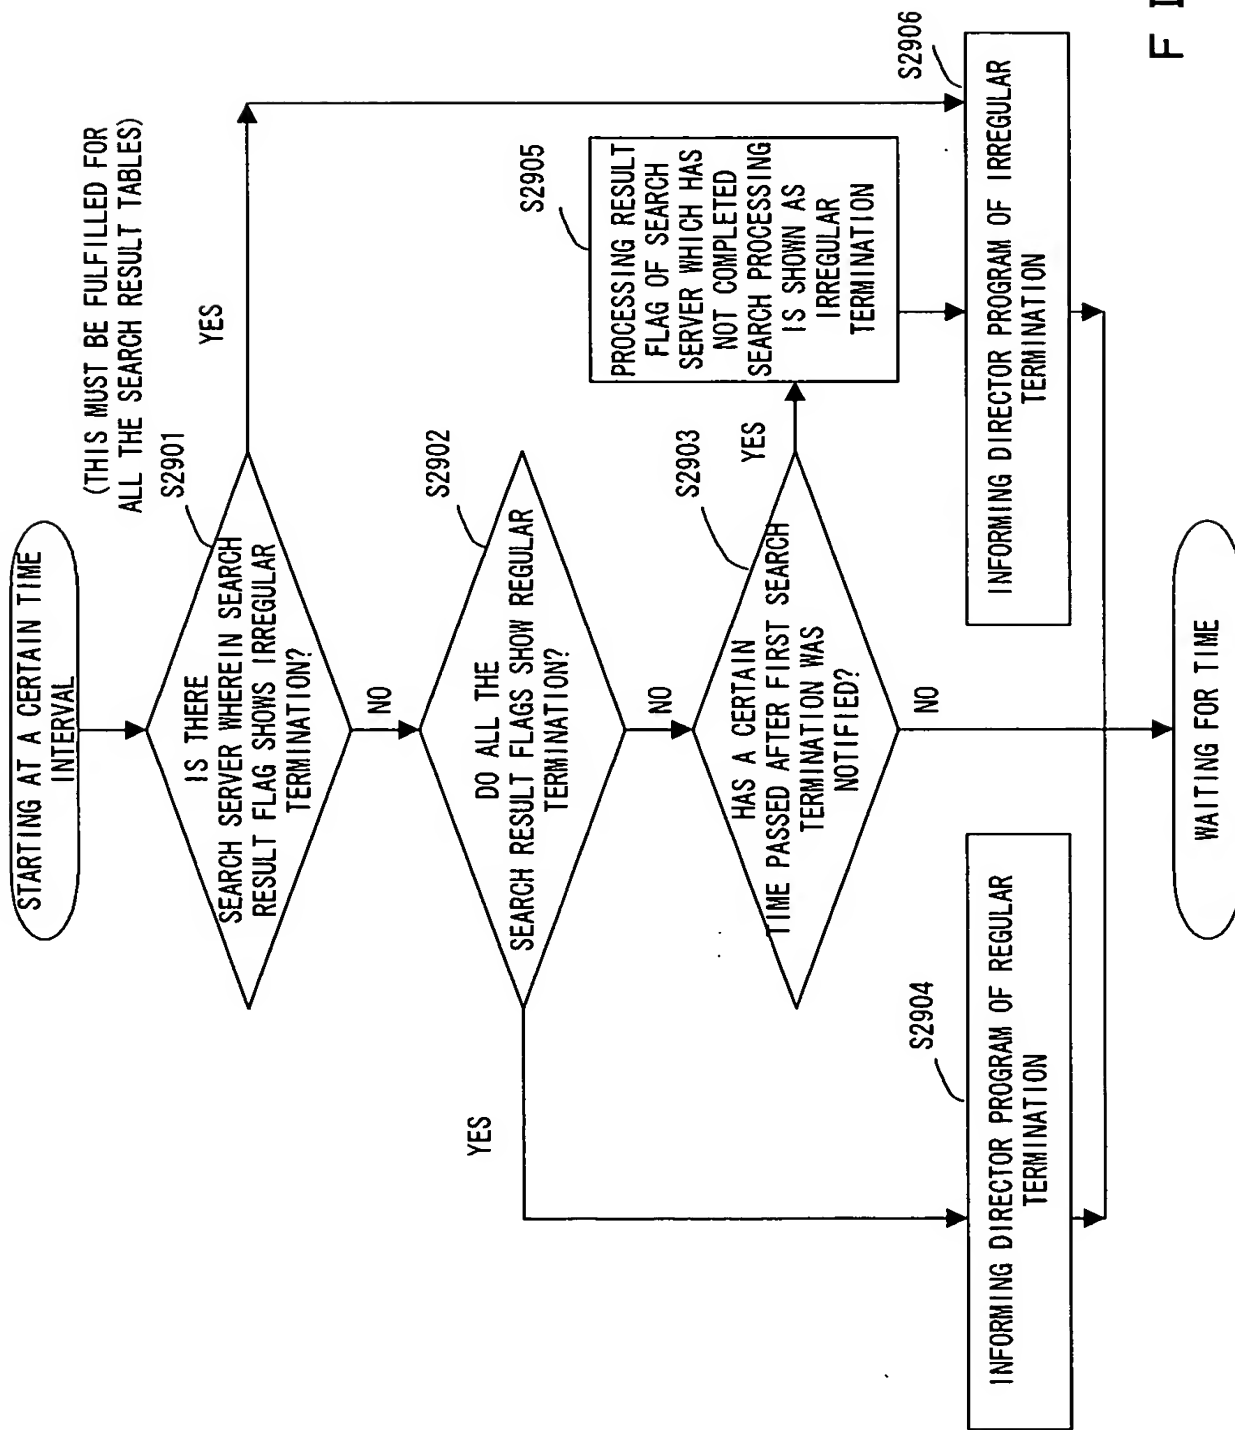 STARTING AT A CERTAIN TIME
INTERVAL
(THIS MUST BE FULFILLED FOR
ALL THE SEARCH RESULT TABLES)
S2901
IS THERE
SEARCH SERVER WHEREIN SEARCH
RESULT FLAG SHOWS IRREGULAR
TERMINATION?
YES
NO
S2902
DO ALL THE
SEARCH RESULT FLAGS SHOW REGULAR
TERMINATION?
YES
NO
S2903
HAS A CERTAIN
TIME PASSED AFTER FIRST SEARCH
TERMINATION WAS
NOTIFIED?
YES
NO
S2905
PROCESSING RESULT
FLAG OF SEARCH
SERVER WHICH HAS
NOT COMPLETED
SEARCH PROCESSING
IS SHOWN AS
IRREGULAR
TERMINATION
S2904
INFORMING DIRECTOR PROGRAM OF REGULAR
TERMINATION
S2906
INFORMING DIRECTOR PROGRAM OF IRREGULAR
TERMINATION
WAITING FOR TIME